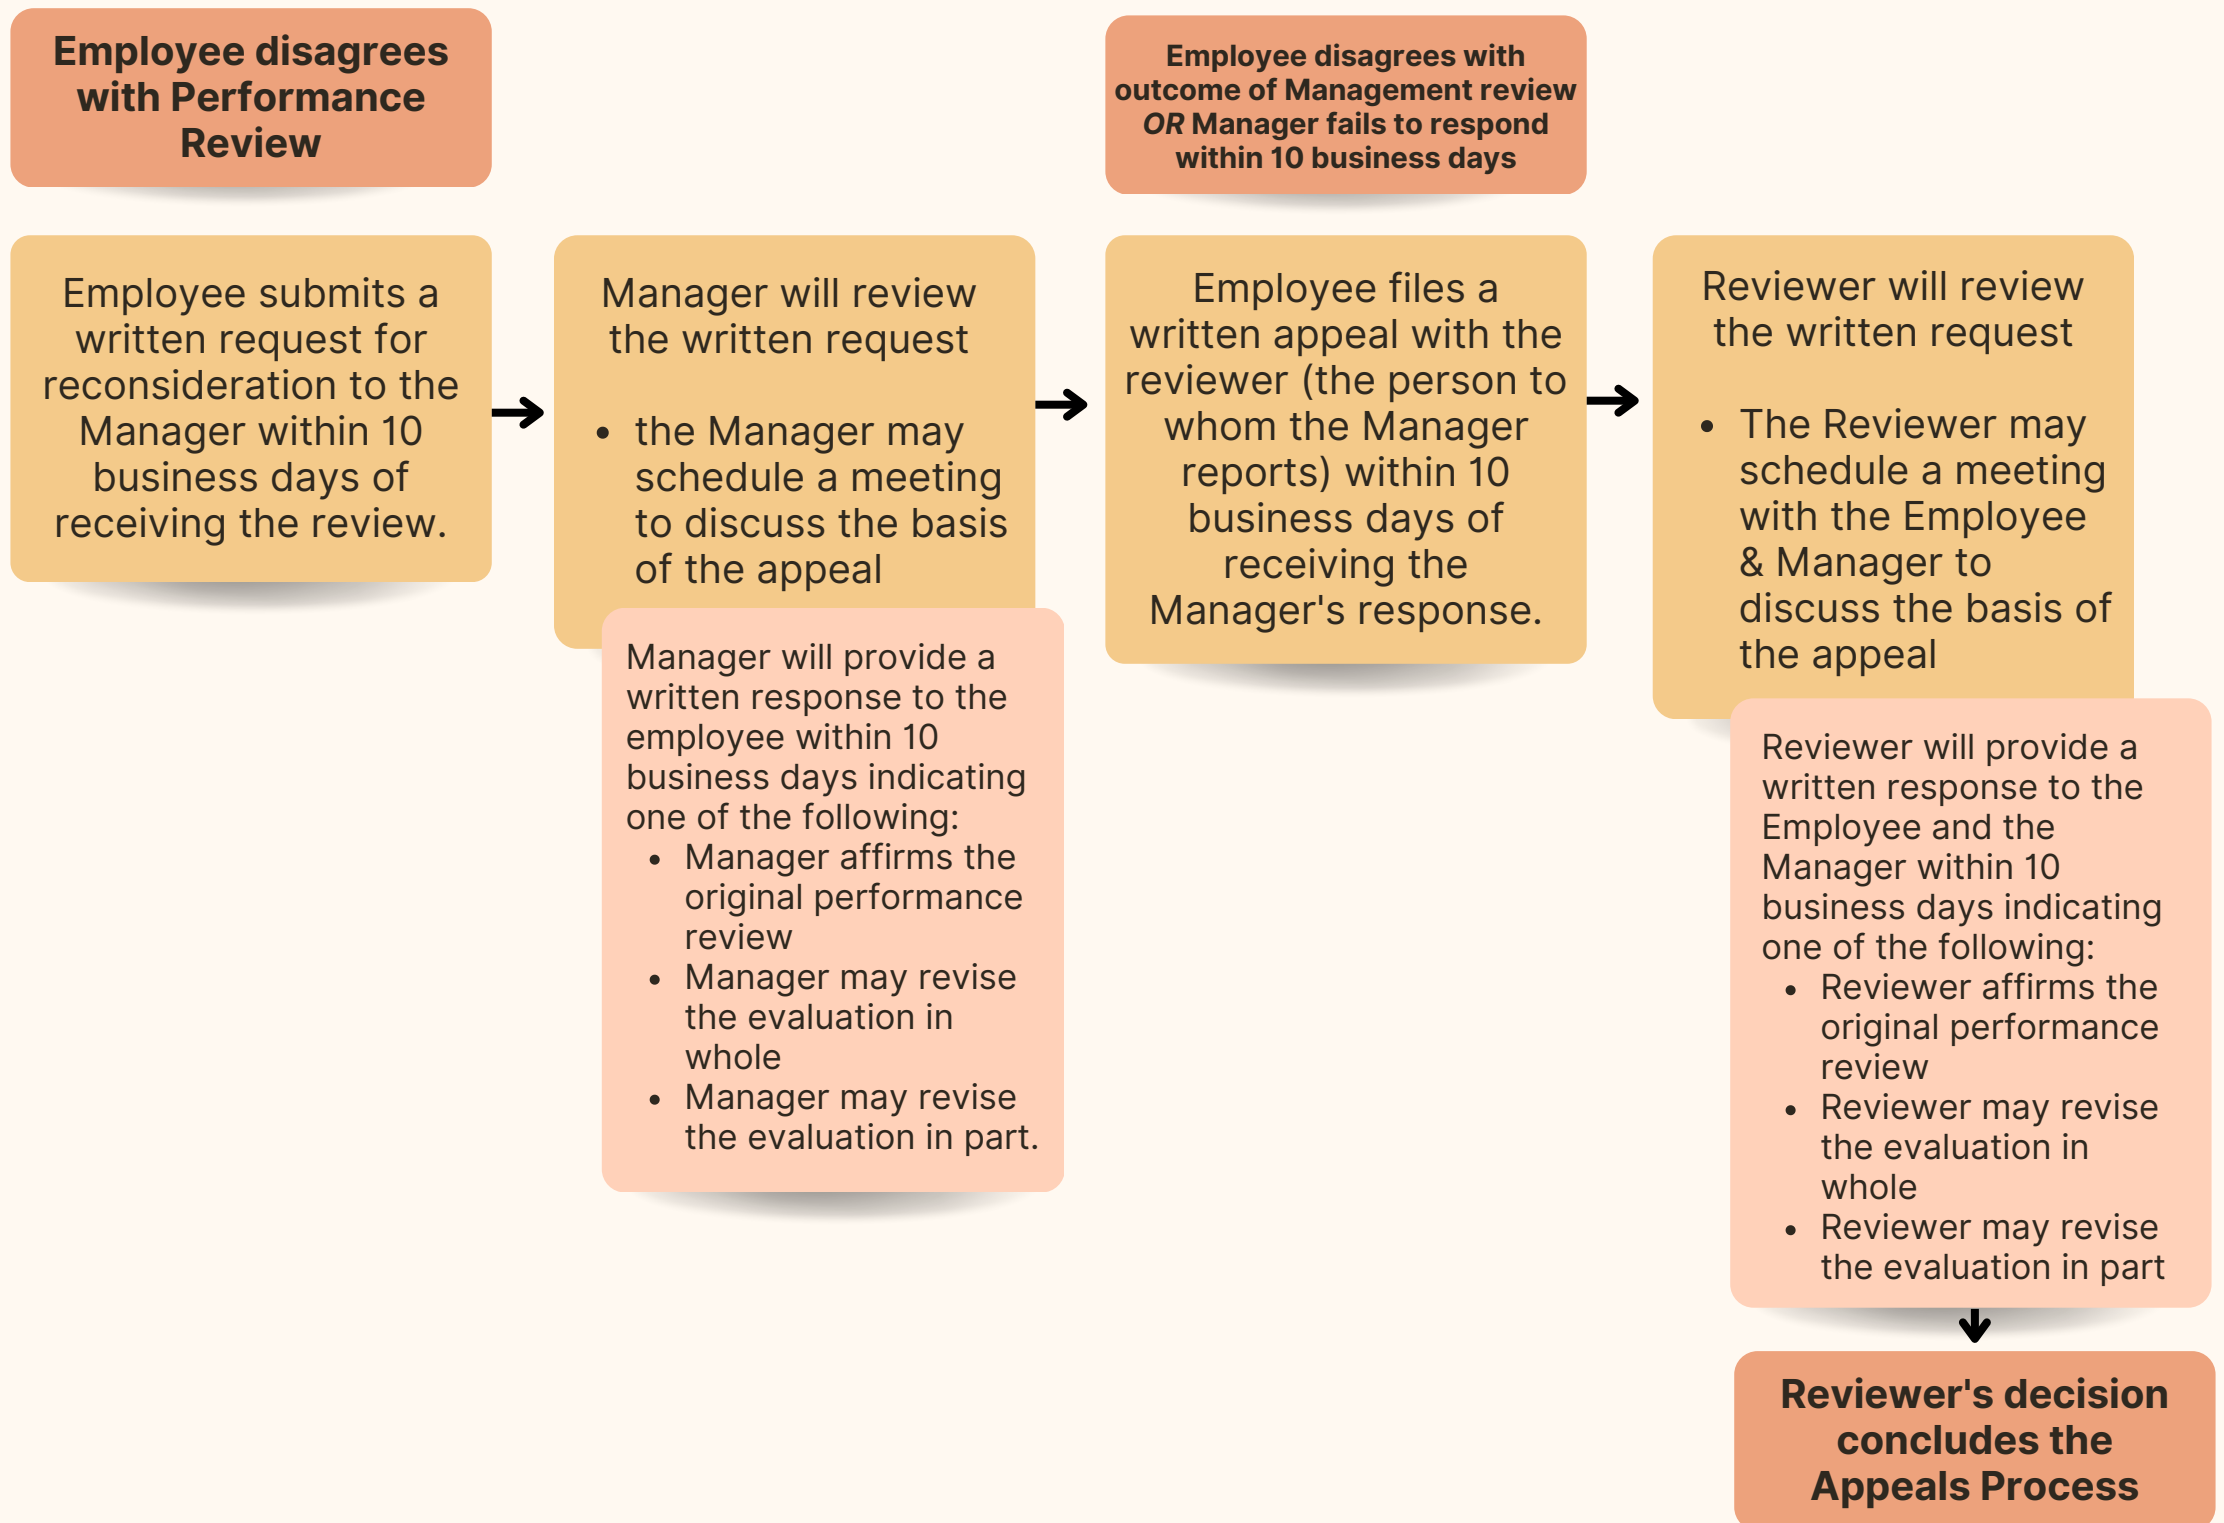 Employee disagrees
with Performance
Review
Employee submits a
written request for
reconsideration to the
Manager within 10
business days of
receiving the review.
Manager will review
the written request
• the Manager may
schedule a meeting
to discuss the basis
of the appeal
Manager will provide a
written response to the
employee within 10
business days indicating
one of the following:
• Manager affirms the
original performance
review
• Manager may revise
the evaluation in
whole
• Manager may revise
the evaluation in part.
Employee disagrees with
outcome of Management review
OR Manager fails to respond
within 10 business days
Employee files a
written appeal with the
reviewer (the person to
whom the Manager
reports) within 10
business days of
receiving the
Manager's response.
Reviewer will review
the written request
• The Reviewer may
schedule a meeting
with the Employee
& Manager to
discuss the basis of
the appeal
Reviewer will provide a
written response to the
Employee and the
Manager within 10
business days indicating
one of the following:
• Reviewer affirms the
original performance
review
• Reviewer may revise
the evaluation in
whole
• Reviewer may revise
the evaluation in part
Reviewer's decision
concludes the
Appeals Process